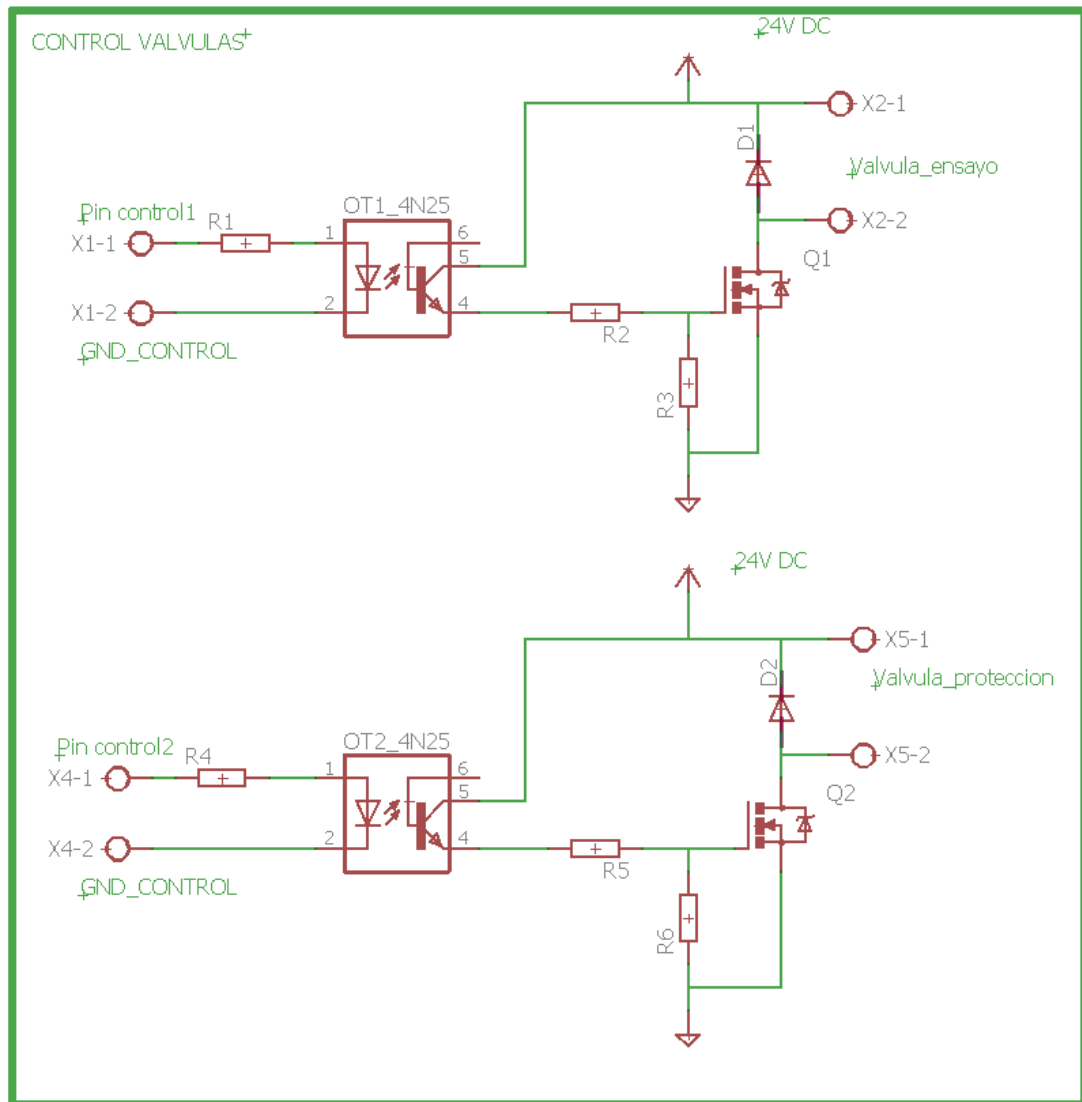 24V DC
CONTROL VALVULAS
X2-1
D1
Valvula_ensayo
Pin control1
R1
OT1_4N25
X2-2
X1-1
1
6
5
Q1
X1-2
2
4
R2
GND_CONTROL
R3
24V DC
X5-1
D2
Valvula_proteccion
Pin control2
R4
OT2_4N25
X5-2
X4-1
1
6
5
Q2
X4-2
2
4
R5
GND_CONTROL
R6